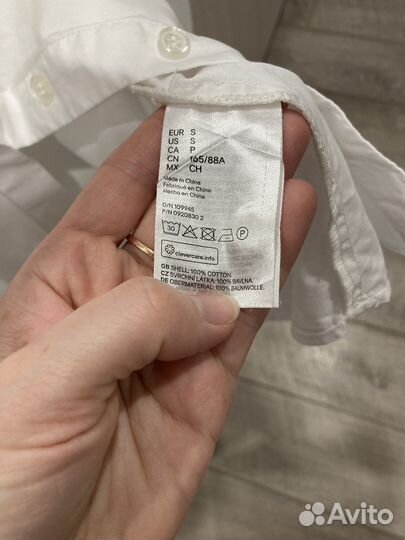 EUR S
US S
CA P
CN 165/88A
MX CH
Made in China
Fabriqué en Chine
Hecho en China
O/N 109945
P/N 0920830 2
30 P
clevercare.info
GB SHELL: 100% COTTON.
CZ SVRCHNÍ LÁTKA: 100% BAVLNA.
DE OBERMATERIAL: 100% BAUMWOLLE.
Avito